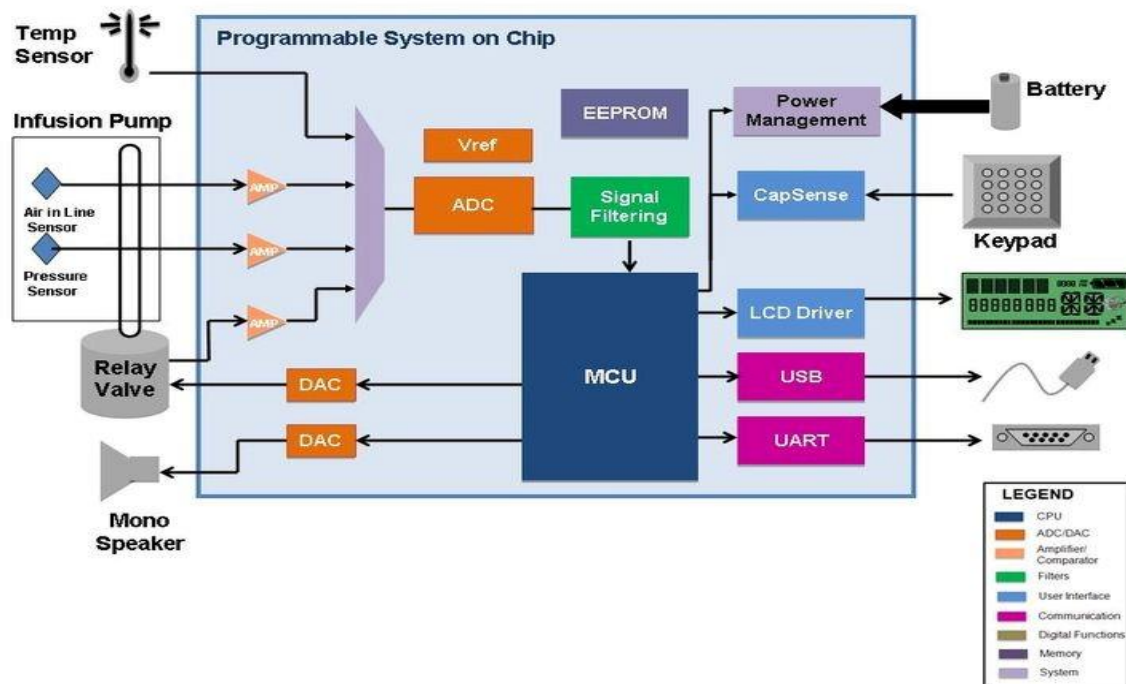 Temp
Sensor
Programmable System on Chip
Infusion Pump
Air in Line
Sensor
Pressure
Sensor
AMP
AMP
AMP
Relay
Valve
Mono
Speaker
Vref
ADC
EEPROM
Signal
Filtering
MCU
DAC
DAC
Power
Management
CapSense
LCD Driver
USB
UART
Battery
Keypad
LEGEND
CPU
ADC/DAC
Amplifier/
Comparator
Filters
User Interface
Communication
Digital Functions
Memory
System